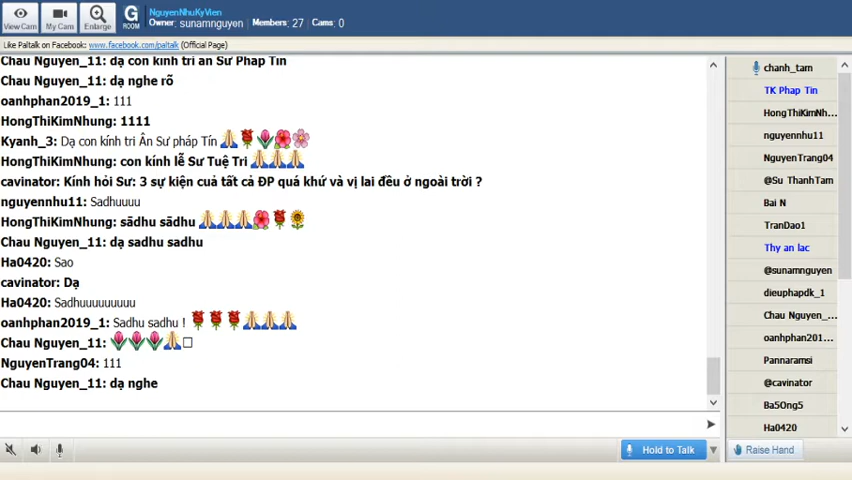 NguyenNhuKyVien
Owner: sunamnguyen Members: 27 Cams: 0
View Cam
My Cam
Enlarge
G
ROOM
Like Paltalk on Facebook: www.facebook.com/paltalk (Official Page)
Chau Nguyen_11: dạ con kính tri ân Sư Pháp Tín
Chau Nguyen_11: dạ nghe rõ
oanhphan2019_1: 111
HongThiKimNhung: 1111
Kyanh_3: Dạ con kính tri Ân Sư pháp Tín 🙏🌹🌷🌺🌸
HongThiKimNhung: con kính lễ Sư Tuệ Tri 🙏🙏🙏
cavinator: Kính hỏi Sư: 3 sự kiện cuả tất cả ĐP quá khứ và vị lai đều ở ngoài trời ?
nguyennhu11: Sadhuuuu
HongThiKimNhung: sādhu sādhu 🙏🙏🙏🌺🌹🌻
Chau Nguyen_11: dạ sadhu sadhu
Ha0420: Sao
cavinator: Dạ
Ha0420: Sadhuuuuuuuuu
oanhphan2019_1: Sadhu sadhu ! 🌹🌹🌹🙏🙏🙏
Chau Nguyen_11: 🌷🌷🌷🙏□
NguyenTrang04: 111
Chau Nguyen_11: dạ nghe
Hold to Talk
Raise Hand
chanh_tam
TK Phap Tin
HongThiKimNh...
nguyennhu11
NguyenTrang04
@Su ThanhTam
Bai N
TranDao1
Thy an lac
@sunamnguyen
dieuphapdk_1
Chau Nguyen_...
oanhphan201...
Pannaramsi
@cavinator
Ba5Ong5
Ha0420